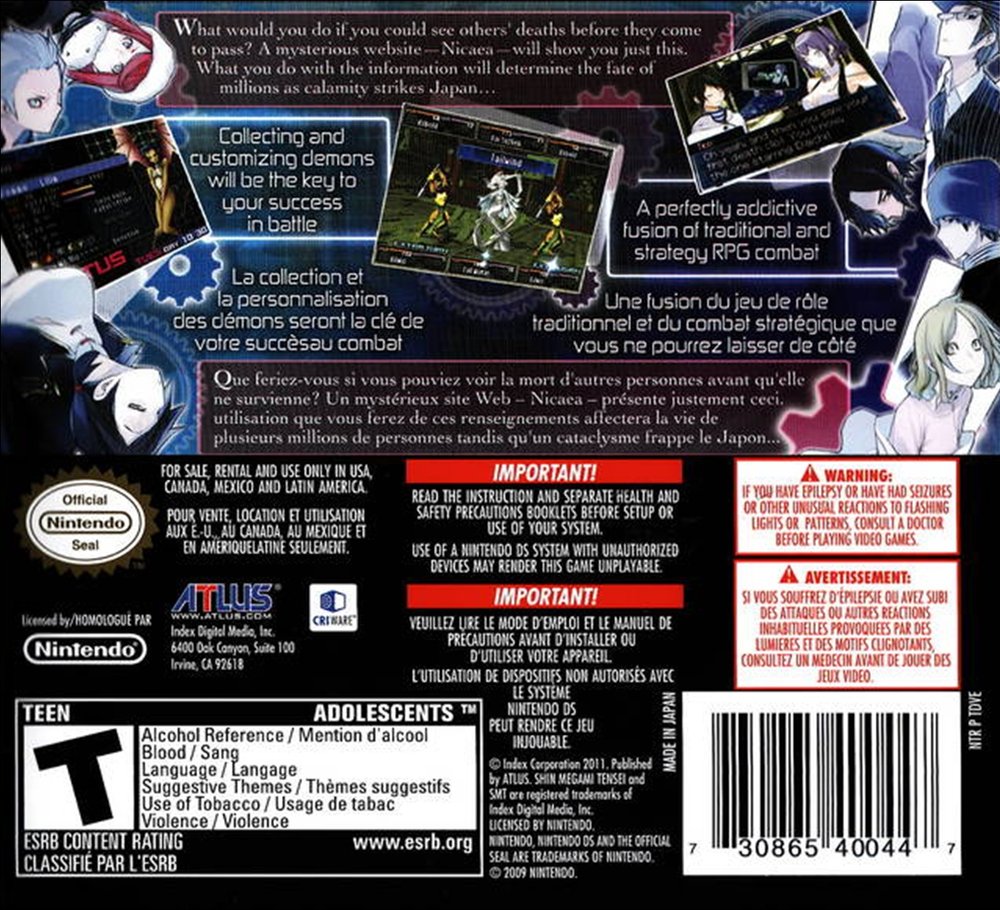 What would you do if you could see others' deaths before they come
to pass? A mysterious website – Nicaea – will show you just this.
What you do with the information will determine the fate of
millions as calamity strikes Japan...
Collecting and
customizing demons
will be the key to
your success
in battle
Tailwind
A perfectly addictive
fusion of traditional and
strategy RPG combat
TUESDAY 10:30
La collection et
la personnalisation
des démons seront la clé de
votre succèsau combat
Une fusion du jeu de rôle
traditionnel et du combat stratégique que
vous ne pourrez laisser de côté
Que feriez-vous si vous pouviez voir la mort d'autres personnes avant qu'elle
ne survienne? Un mystérieux site Web – Nicaea – présente justement ceci.
utilisation que vous ferez de ces renseignements affectera la vie de
plusieurs millions de personnes tandis qu'un cataclysme frappe le Japon...
Official
Nintendo
Seal
TM
FOR SALE, RENTAL AND USE ONLY IN USA,
CANADA, MEXICO AND LATIN AMERICA.
POUR VENTE, LOCATION ET UTILISATION
AUX É.-U., AU CANADA, AU MEXIQUE ET
EN AMÉRIQUELATINE SEULEMENT.
Licensed by/HOMOLOGUÉ PAR
Nintendo®
ATLUS®
WWW.ATLUS.COM
Index Digital Media, Inc.
6400 Oak Canyon, Suite 100
Irvine, CA 92618
CRIWARE™
IMPORTANT!
READ THE INSTRUCTION AND SEPARATE HEALTH AND
SAFETY PRECAUTIONS BOOKLETS BEFORE SETUP OR
USE OF YOUR SYSTEM.
USE OF A NINTENDO DS SYSTEM WITH UNAUTHORIZED
DEVICES MAY RENDER THIS GAME UNPLAYABLE.
IMPORTANT!
VEUILLEZ LIRE LE MODE D'EMPLOI ET LE MANUEL DE
PRÉCAUTIONS AVANT D'INSTALLER OU
D'UTILISER VOTRE APPAREIL.
L'UTILISATION DE DISPOSITIFS NON AUTORISÉS AVEC
LE SYSTÈME
NINTENDO DS
PEUT RENDRE CE JEU
INJOUABLE.
© Index Corporation 2011. Published
by ATLUS. SHIN MEGAMI TENSEI and
SMT are registered trademarks of
Index Digital Media, Inc.
LICENSED BY NINTENDO.
NINTENDO, NINTENDO DS AND THE OFFICIAL
SEAL ARE TRADEMARKS OF NINTENDO.
© 2009 NINTENDO.
WARNING:
IF YOU HAVE EPILEPSY OR HAVE HAD SEIZURES
OR OTHER UNUSUAL REACTIONS TO FLASHING
LIGHTS OR PATTERNS, CONSULT A DOCTOR
BEFORE PLAYING VIDEO GAMES.
AVERTISSEMENT:
SI VOUS SOUFFREZ D'ÉPILEPSIE OU AVEZ SUBI
DES ATTAQUES OU AUTRES RÉACTIONS
INHABITUELLES PROVOQUEES PAR DES
LUMIERES ET DES MOTIFS CLIGNOTANTS,
CONSULTEZ UN MEDECIN AVANT DE JOUER DES
JEUX VIDEO.
TEEN ADOLESCENTS ™
T
Alcohol Reference / Mention d'alcool
Blood / Sang
Language / Langage
Suggestive Themes / Thèmes suggestifs
Use of Tobacco / Usage de tabac
Violence / Violence
ESRB CONTENT RATING www.esrb.org
CLASSIFIÉ PAR L'ESRB
MADE IN JAPAN
NTR P TDVE
7 30865 40044 7